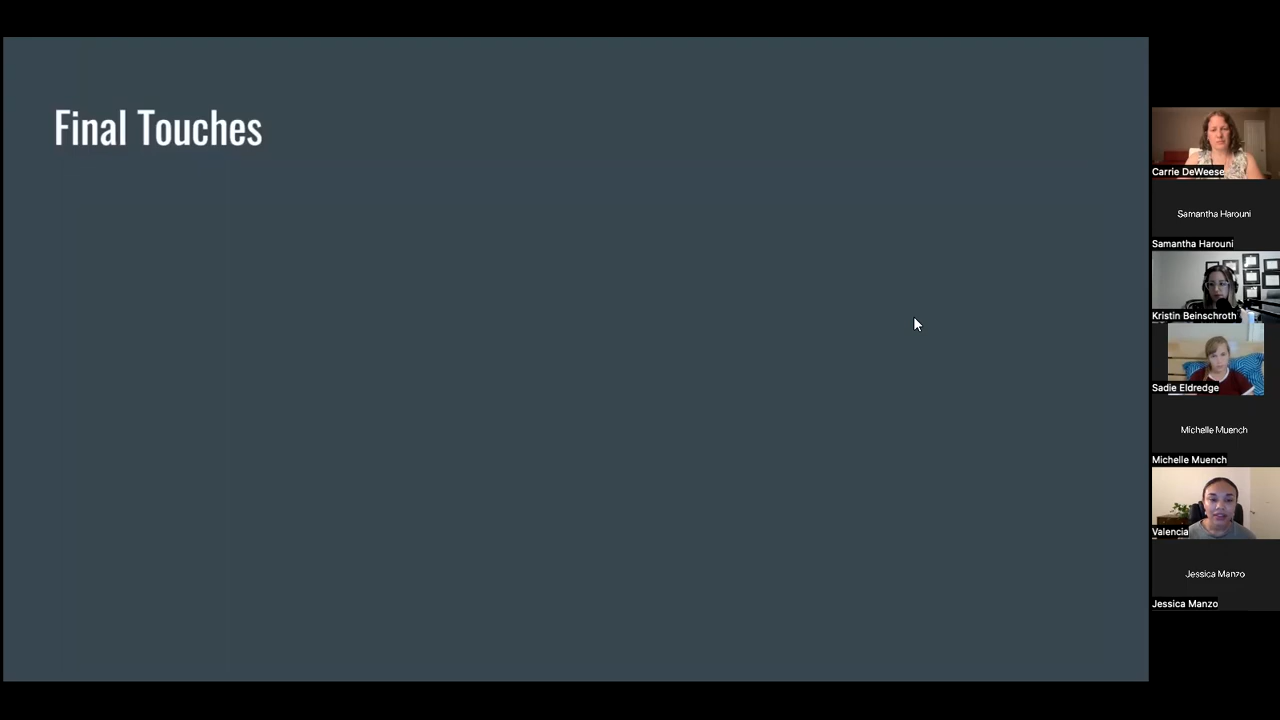 Final Touches
Carrie DeWeese
Samantha Harouni
Samantha Harouni
Kristin Beinschroth
Sadie Eldredge
Michelle Muench
Michelle Muench
Valencia
Jessica Manzo
Jessica Manzo